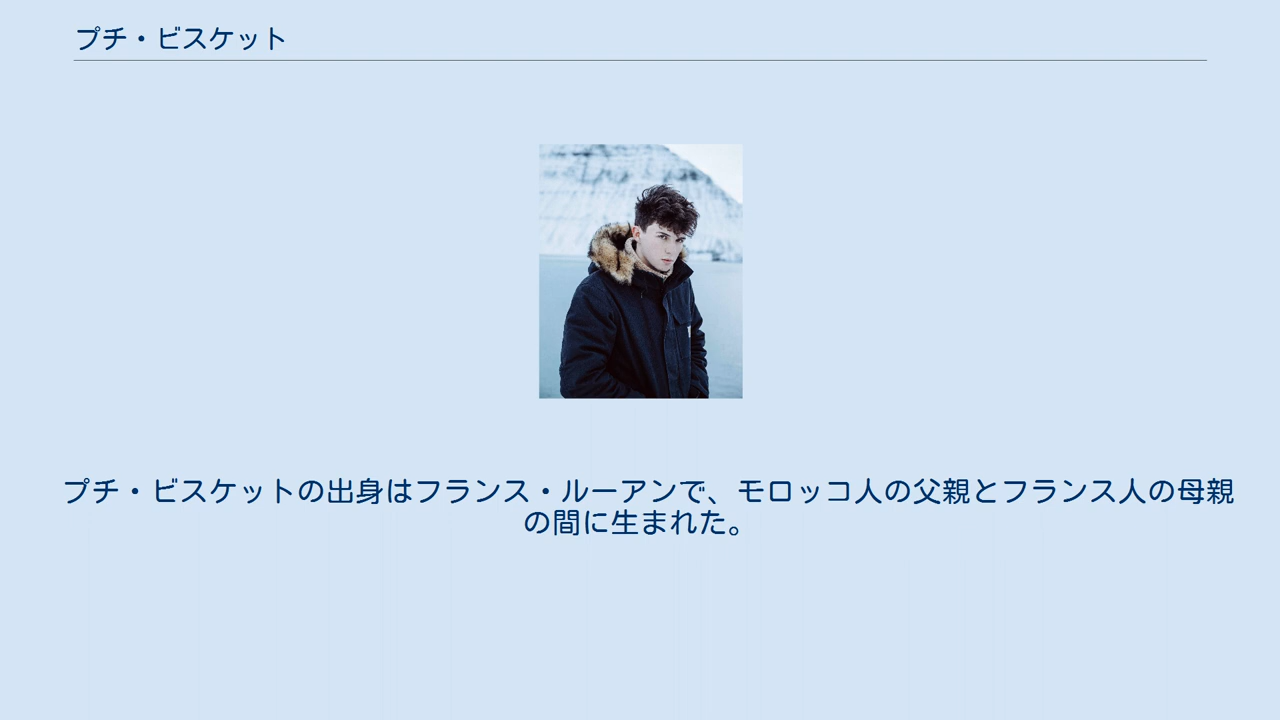 プチ・ビスケット
プチ・ビスケットの出身はフランス・ルーアンで、モロッコ人の父親とフランス人の母親
の間に生まれた。